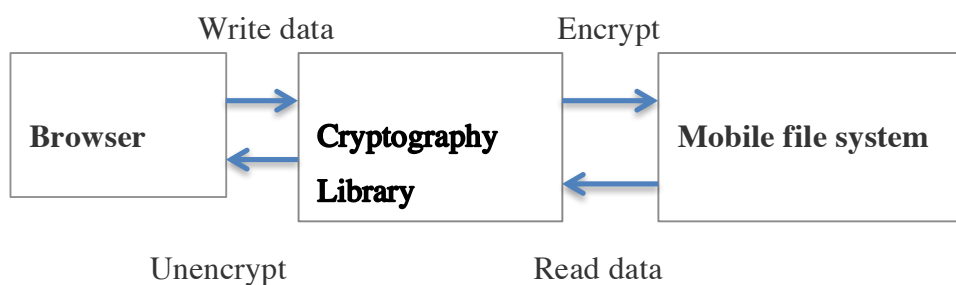 Write data
Encrypt
Browser
Cryptography
Library
Mobile file system
Unencrypt
Read data